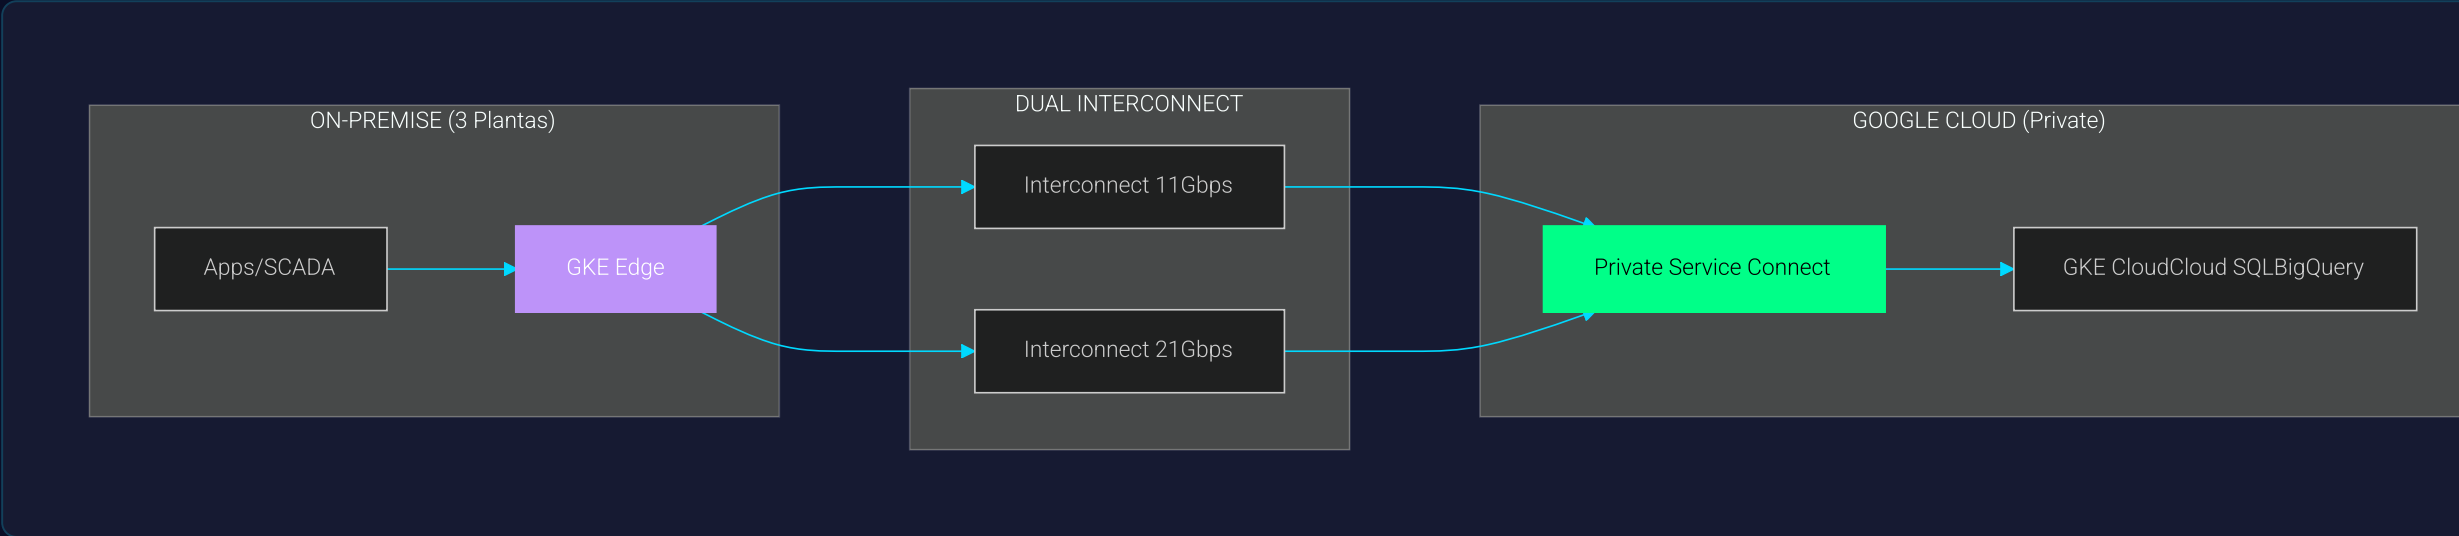 ON-PREMISE (3 Plantas)
Apps/SCADA
GKE Edge
DUAL INTERCONNECT
Interconnect 11Gbps
Interconnect 21Gbps
GOOGLE CLOUD (Private)
Private Service Connect
GKE CloudCloud SQLBigQuery